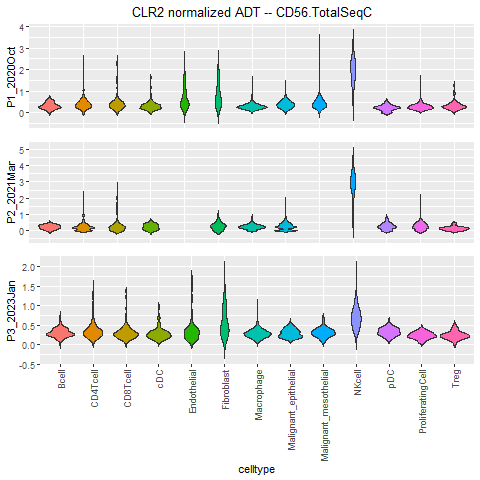 CLR2 normalized ADT -- CD56.TotalSeqC
P1_2020Oct
4
3
2
1
0
P2_2021Mar
5
4
3
2
1
0
P3_2023Jan
2.0
1.5
1.0
0.5
0.0
-0.5
Bcell
CD4Tcell
CD8Tcell
cDC
Endothelial
Fibroblast
Macrophage
Malignant_epithelial
Malignant_mesothelial
NKcell
pDC
ProliferatingCell
Treg
celltype